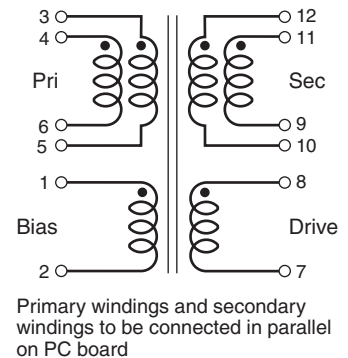 3 12
4 11
Pri Sec
6 9
5 10
1 8
Bias Drive
2 7
Primary windings and secondary
windings to be connected in parallel
on PC board